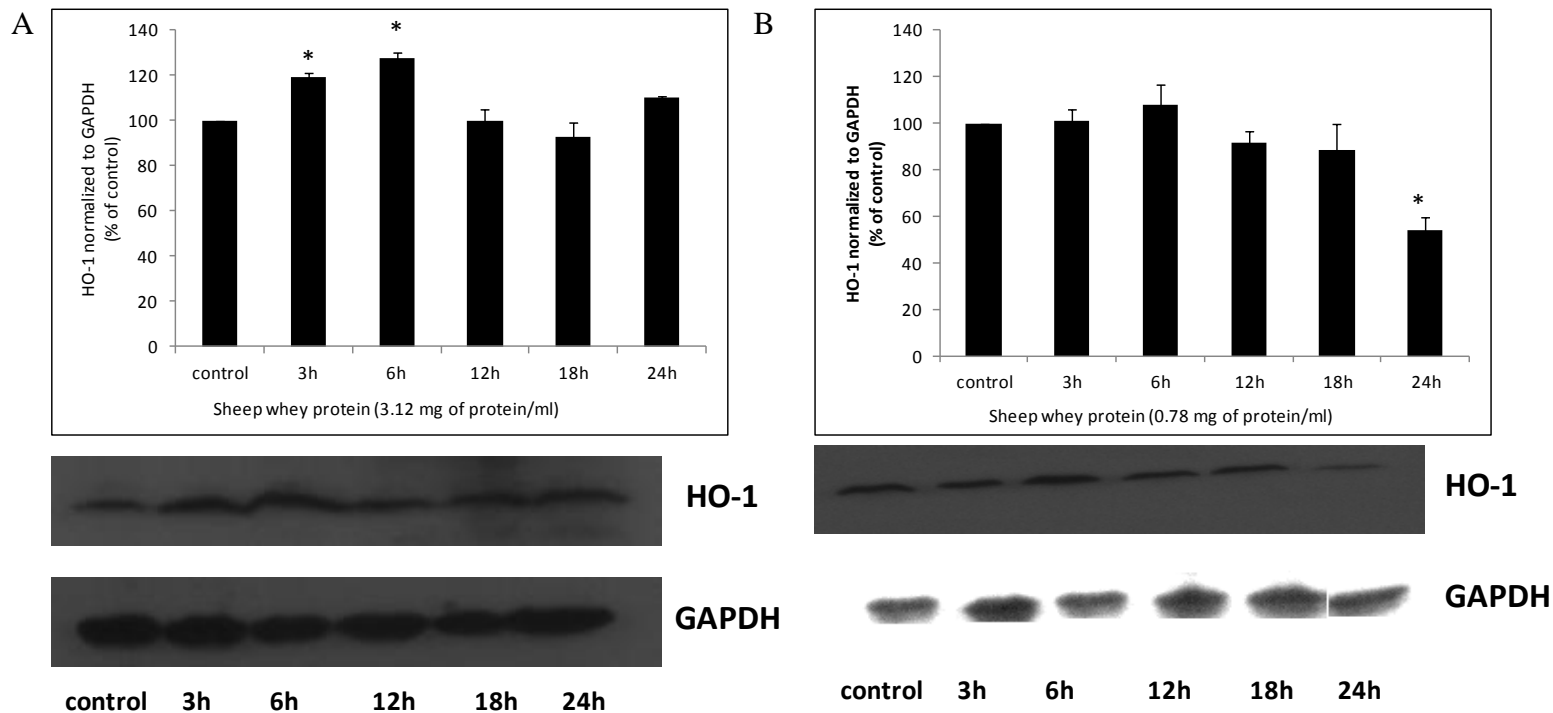 A
HO-1 normalized to GAPDH
(% of control)
140
120
100
80
60
40
20
0
*
*
control 3h 6h 12h 18h 24h
Sheep whey protein (3.12 mg of protein/ml)
HO-1
GAPDH
control 3h 6h 12h 18h 24h
B
HO-1 normalized to GAPDH
(% of control)
140
120
100
80
60
40
20
0
*
control 3h 6h 12h 18h 24h
Sheep whey protein (0.78 mg of protein/ml)
HO-1
GAPDH
control 3h 6h 12h 18h 24h